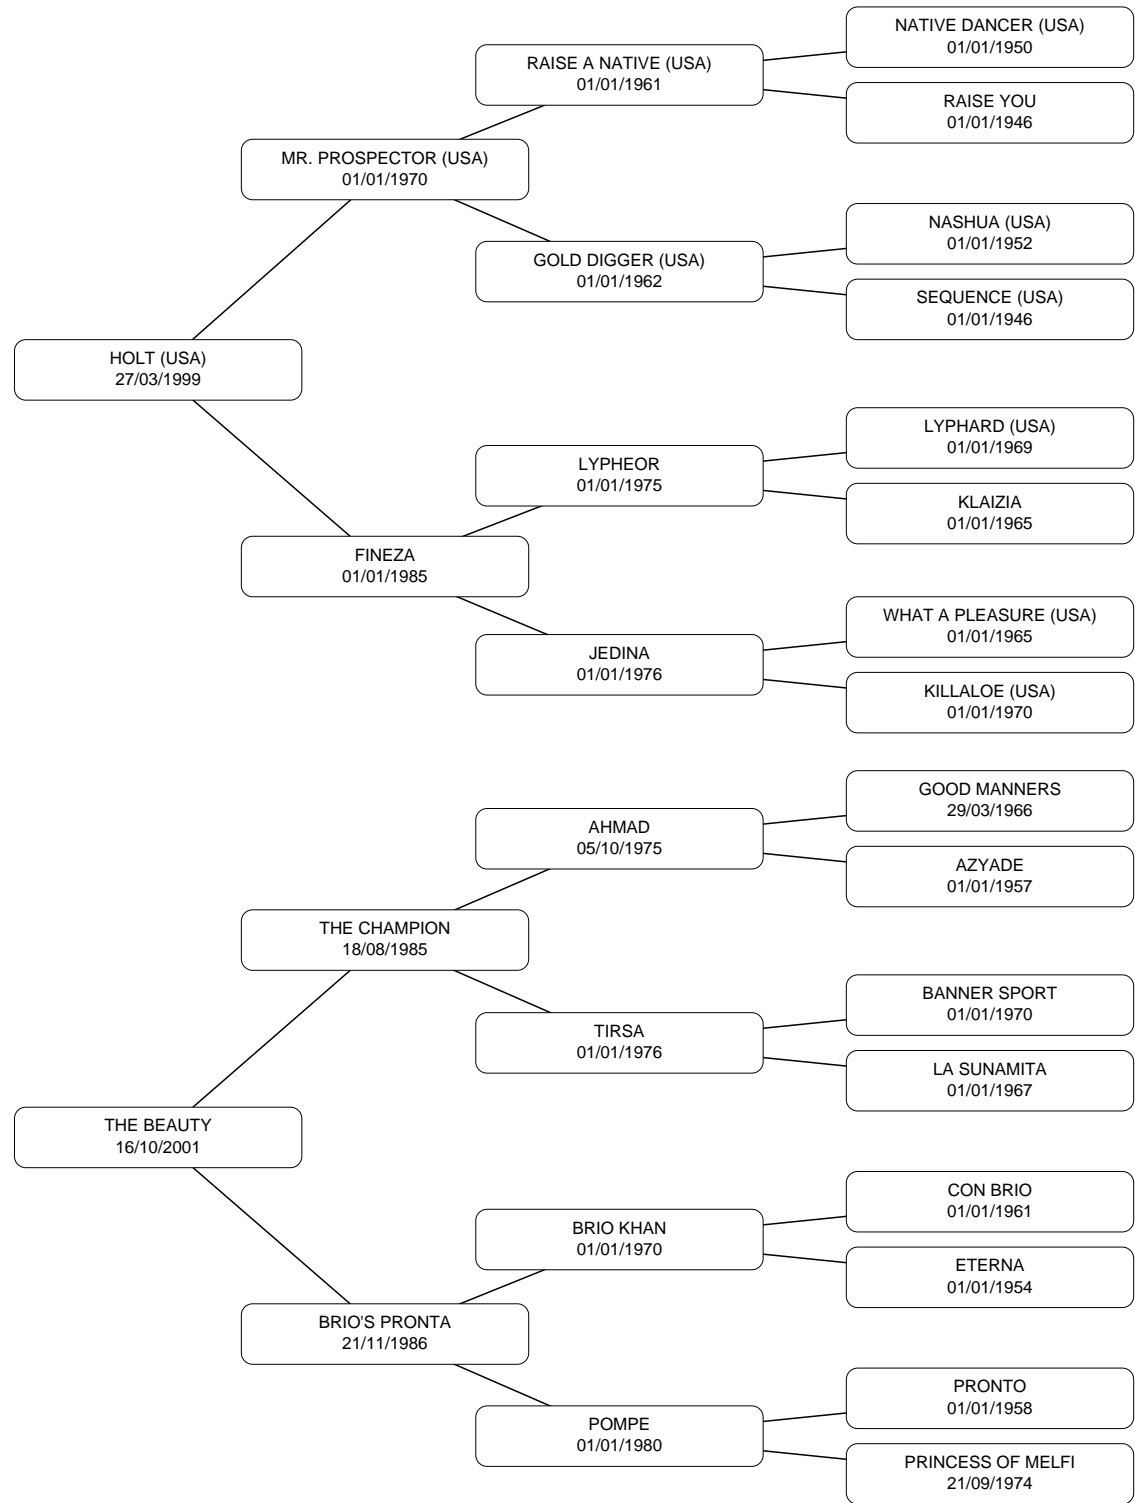 NATIVE DANCER (USA)
01/01/1950
RAISE A NATIVE (USA)
01/01/1961
RAISE YOU
01/01/1946
MR. PROSPECTOR (USA)
01/01/1970
NASHUA (USA)
01/01/1952
GOLD DIGGER (USA)
01/01/1962
SEQUENCE (USA)
01/01/1946
HOLT (USA)
27/03/1999
LYPHARD (USA)
01/01/1969
LYPHEOR
01/01/1975
KLAIZIA
01/01/1965
FINEZA
01/01/1985
WHAT A PLEASURE (USA)
01/01/1965
JEDINA
01/01/1976
KILLALOE (USA)
01/01/1970
GOOD MANNERS
29/03/1966
AHMAD
05/10/1975
AZYADE
01/01/1957
THE CHAMPION
18/08/1985
BANNER SPORT
01/01/1970
TIRSA
01/01/1976
LA SUNAMITA
01/01/1967
THE BEAUTY
16/10/2001
CON BRIO
01/01/1961
BRIO KHAN
01/01/1970
ETERNA
01/01/1954
BRIO'S PRONTA
21/11/1986
PRONTO
01/01/1958
POMPE
01/01/1980
PRINCESS OF MELFI
21/09/1974